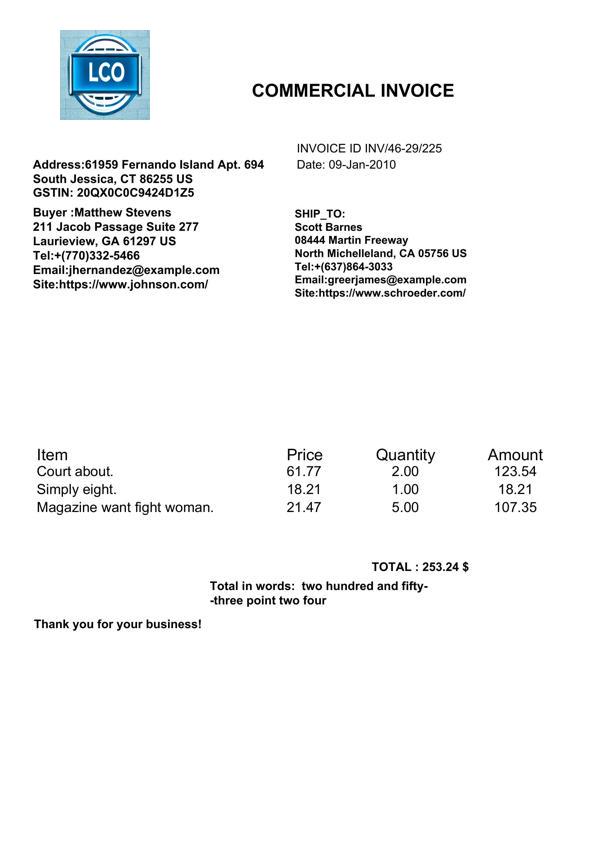 LCO
COMMERCIAL INVOICE
INVOICE ID INV/46-29/225
Date: 09-Jan-2010
Address:61959 Fernando Island Apt. 694
South Jessica, CT 86255 US
GSTIN: 20QX0C0C9424D1Z5
Buyer :Matthew Stevens
211 Jacob Passage Suite 277
Laurieview, GA 61297 US
Tel:+(770)332-5466
Email:jhernandez@example.com
Site:https://www.johnson.com/
SHIP_TO:
Scott Barnes
08444 Martin Freeway
North Michelleland, CA 05756 US
Tel:+(637)864-3033
Email:greerjames@example.com
Site:https://www.schroeder.com/
Item Price Quantity Amount
Court about. 61.77 2.00 123.54
Simply eight. 18.21 1.00 18.21
Magazine want fight woman. 21.47 5.00 107.35
TOTAL : 253.24 $
Total in words: two hundred and fifty-
-three point two four
Thank you for your business!